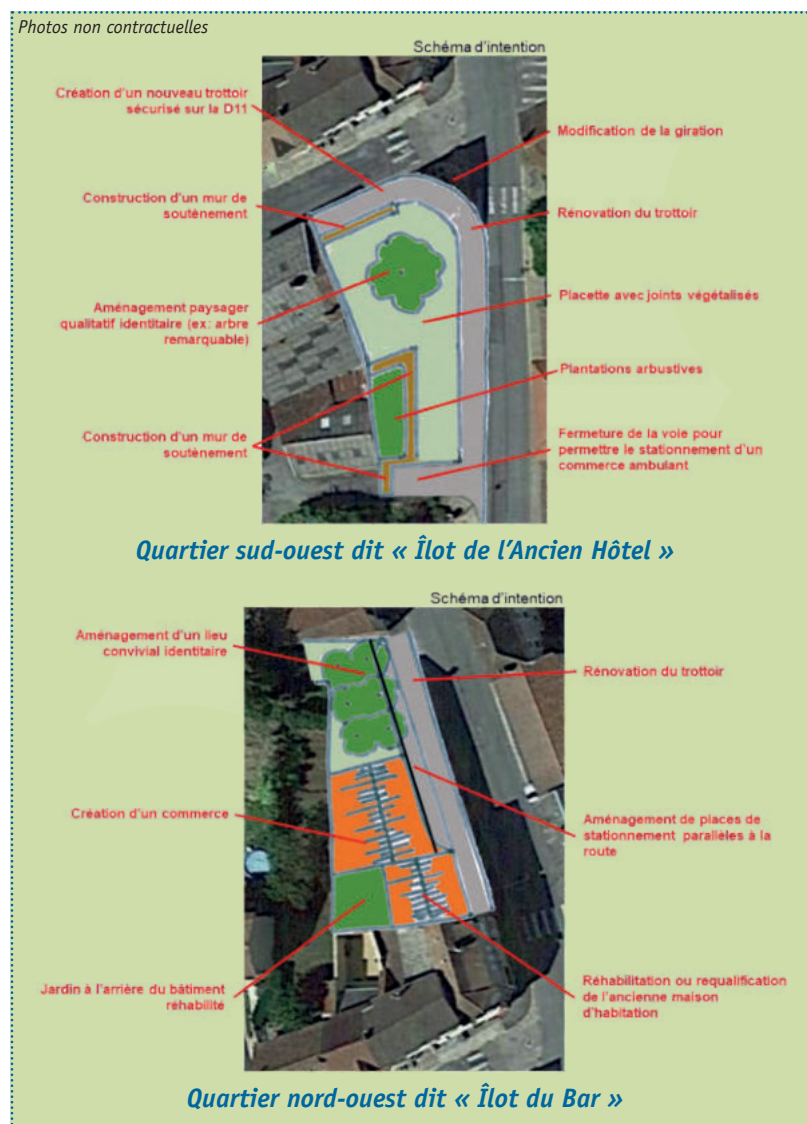 Photos non contractuelles
Schéma d'intention
Création d'un nouveau trottoir
sécurisé sur la D11
Modification de la giration
Construction d'un mur de
soutènement
Rénovation du trottoir
Aménagement paysager
qualitatif identitaire (ex: arbre
remarquable)
Placette avec joints végétalisés
Plantations arbustives
Construction d'un mur de
soutènement
Fermeture de la voie pour
permettre le stationnement d'un
commerce ambulant
Quartier sud-ouest dit « Îlot de l'Ancien Hôtel »
Schéma d'intention
Aménagement d'un lieu
convivial identitaire
Rénovation du trottoir
Création d'un commerce
Aménagement de places de
stationnement parallèles à la
route
Jardin à l'arrière du bâtiment
réhabilité
Réhabilitation ou requalification
de l'ancienne maison
d'habitation
Quartier nord-ouest dit « Îlot du Bar »